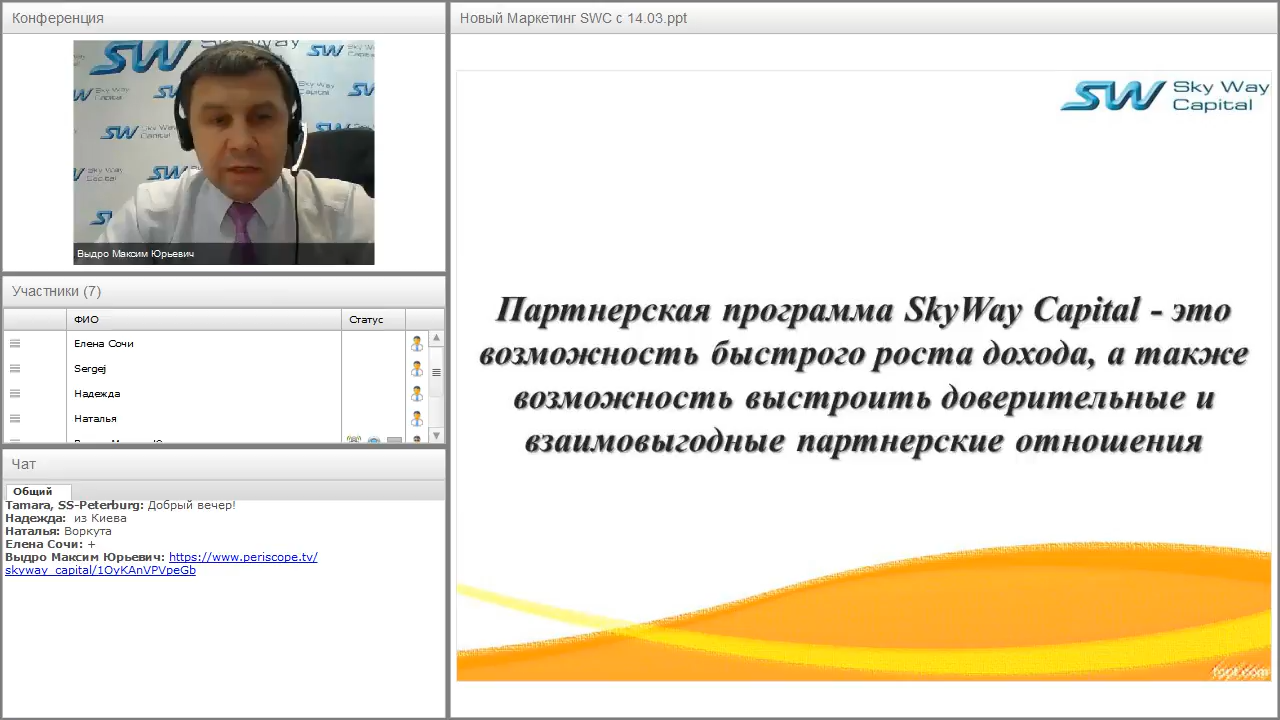 Конференция
Новый Маркетинг SWC с 14.03.ppt
SW Sky Way
Capital
Выдро Максим Юрьевич
Участники (7)
ФИО
Статус
Елена Сочи
Sergej
Надежда
Наталья
Чат
Общий
Tamara, SS-Peterburg: Добрый вечер!
Надежда: из Киева
Наталья: Воркута
Елена Сочи: +
Выдро Максим Юрьевич: https://www.periscope.tv/
skyway_capital/1OyKAnVPVpeGb
Партнерская программа SkyWay Capital - это
возможность быстрого роста дохода, а также
возможность выстроить доверительные и
взаимовыгодные партнерские отношения